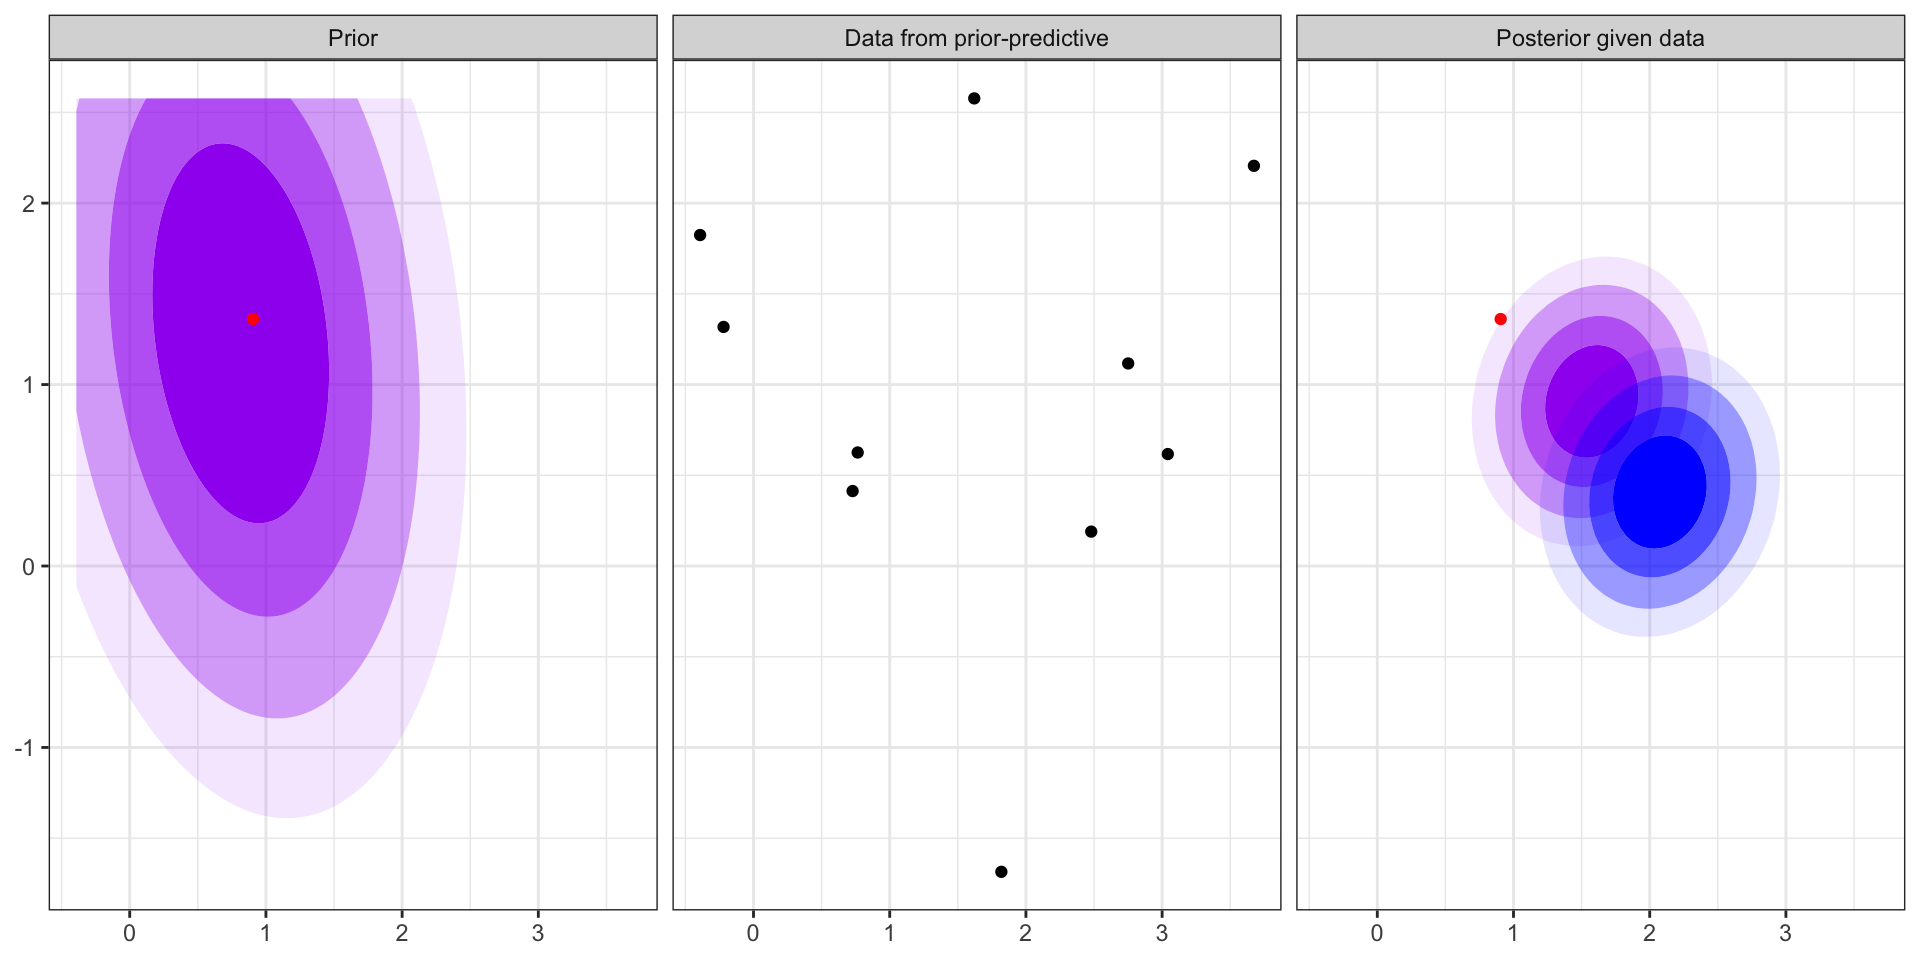 Prior
Data from prior-predictive
Posterior given data
2
1
0
-1
0 1 2 3
0 1 2 3
0 1 2 3